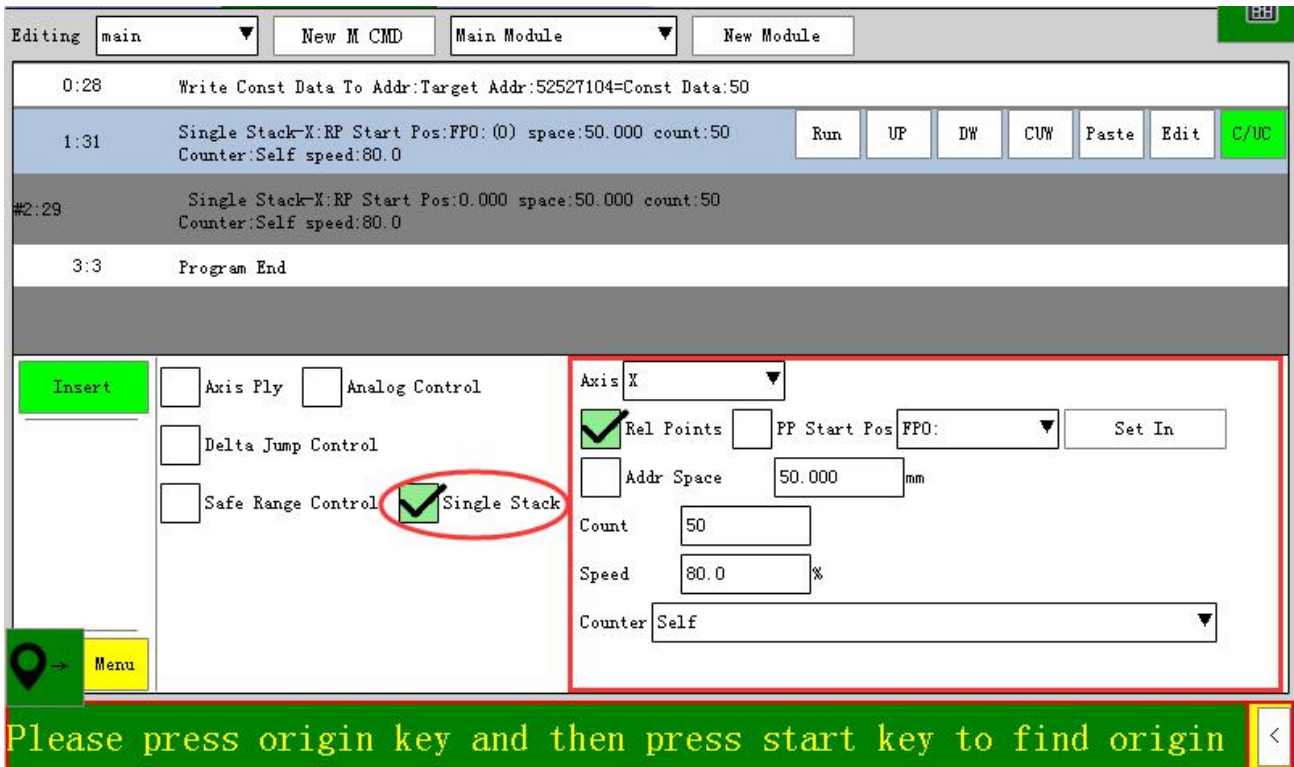 Editing main New M CMD Main Module New Module
0:28 Write Const Data To Addr:Target Addr:52527104=Const Data:50
1:31 Single Stack-X:RP Start Pos:FP0:(0) space:50.000 count:50
Counter:Self speed:80.0
Run UP DW CUW Paste Edit C/UC
#2:29 Single Stack-X:RP Start Pos:0.000 space:50.000 count:50
Counter:Self speed:80.0
3:3 Program End
Insert
Axis Ply Analog Control
Delta Jump Control
Safe Range Control Single Stack
Menu
Axis X
Rel Points PP Start Pos FP0: Set In
Addr Space 50.000 mm
Count 50
Speed 80.0 %
Counter Self
Please press origin key and then press start key to find origin <